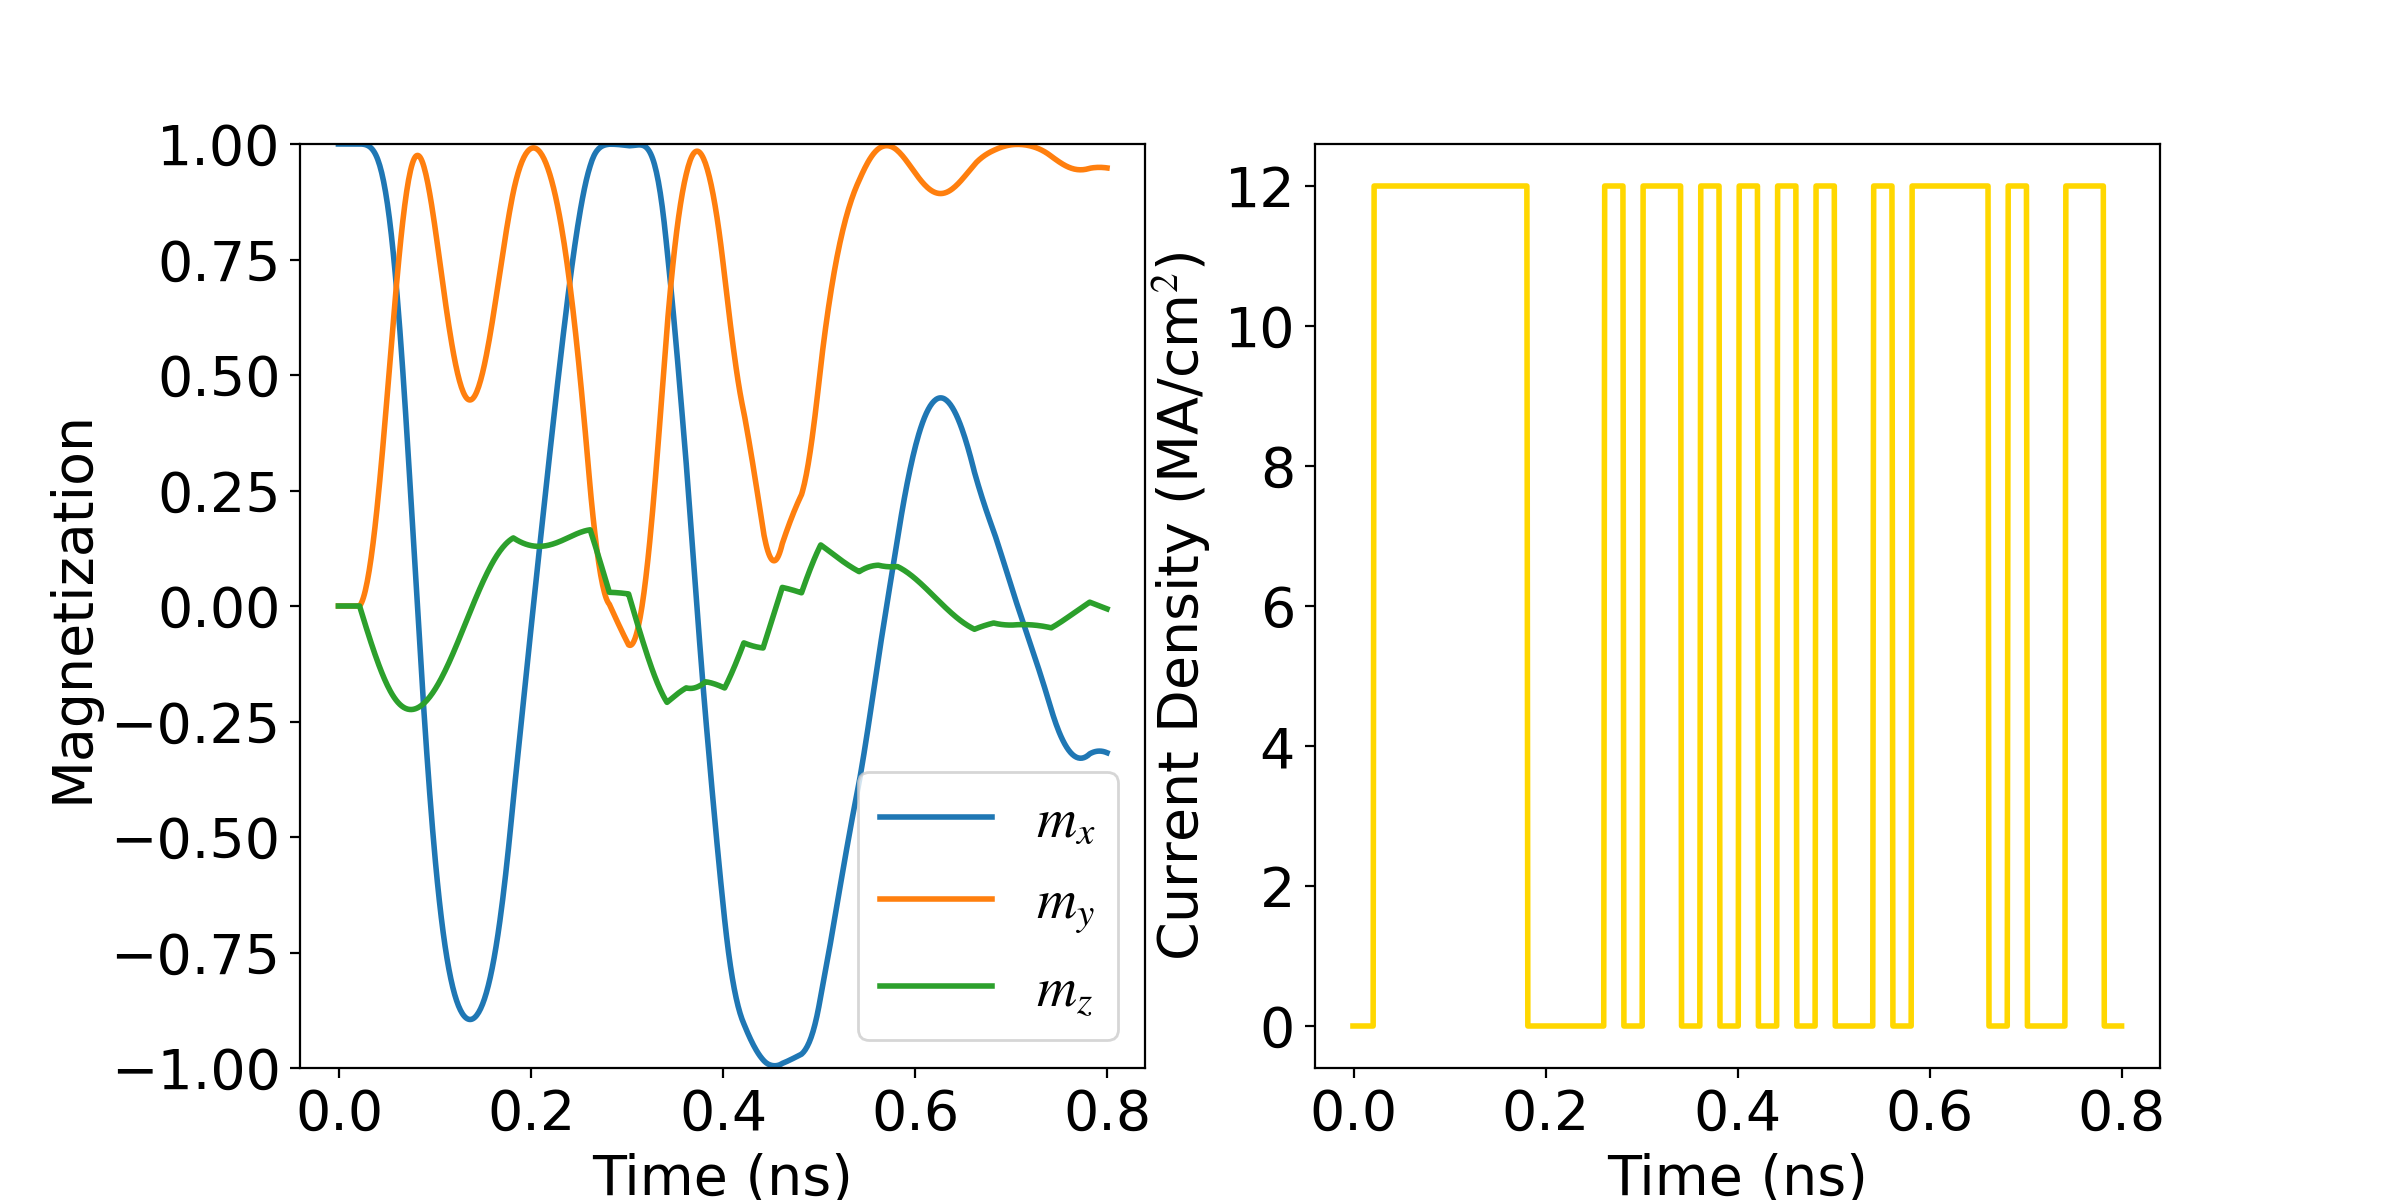 Magnetization
1.00
0.75
0.50
0.25
0.00
−0.25
−0.50
−0.75
−1.00
0.0 0.2 0.4 0.6 0.8
Time (ns)
m_x
m_y
m_z
Current Density (MA/cm²)
12
10
8
6
4
2
0
0.0 0.2 0.4 0.6 0.8
Time (ns)